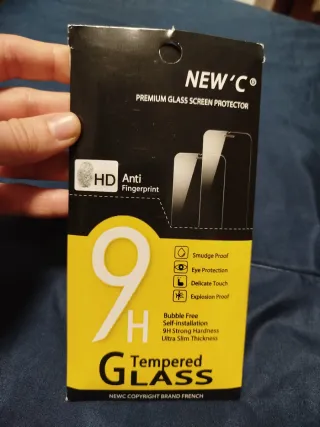 NEW'C®
PREMIUM GLASS SCREEN PROTECTOR
HD Anti
Fingerprint
Smudge Proof
Eye Protection
Delicate Touch
Explosion Proof
9H
Bubble Free
Self-installation
9H Strong Hardness
Ultra Slim Thickness
Tempered
GLASS
NEWC COPYRIGHT BRAND FRENCH